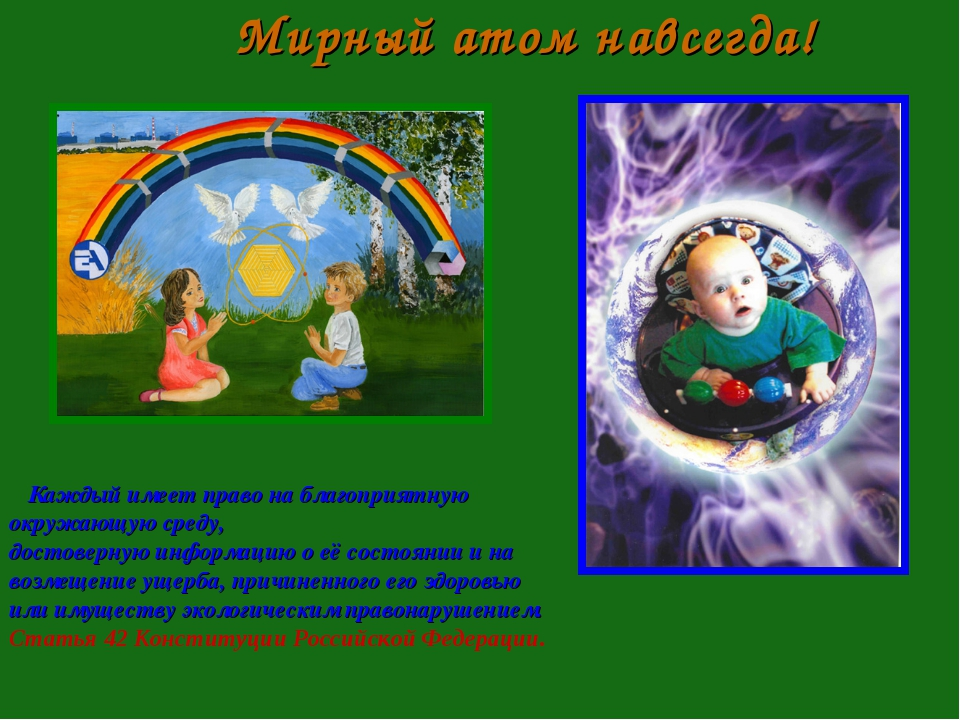 Мирный атом навсегда!
Каждый имеет право на благоприятную
окружающую среду,
достоверную информацию о её состоянии и на
возмещение ущерба, причиненного его здоровью
или имуществу экологическим правонарушением.
Статья 42 Конституции Российской Федерации.